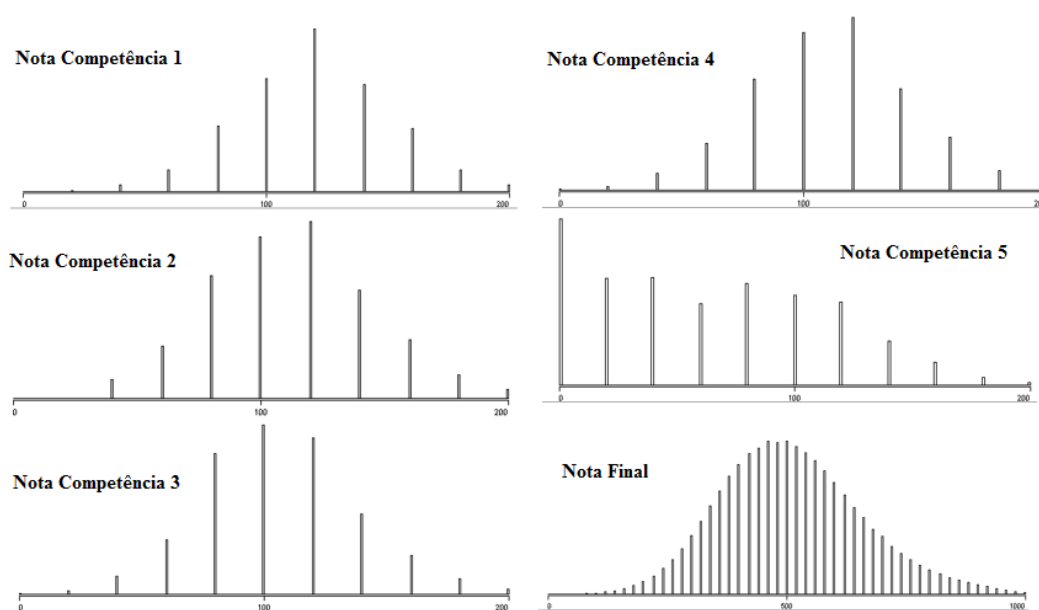 Nota Competência 1
0 100 200
Nota Competência 4
0 100
Nota Competência 2
0 100 200
Nota Competência 5
0 100 200
Nota Competência 3
0 100 200
Nota Final
0 500 1000